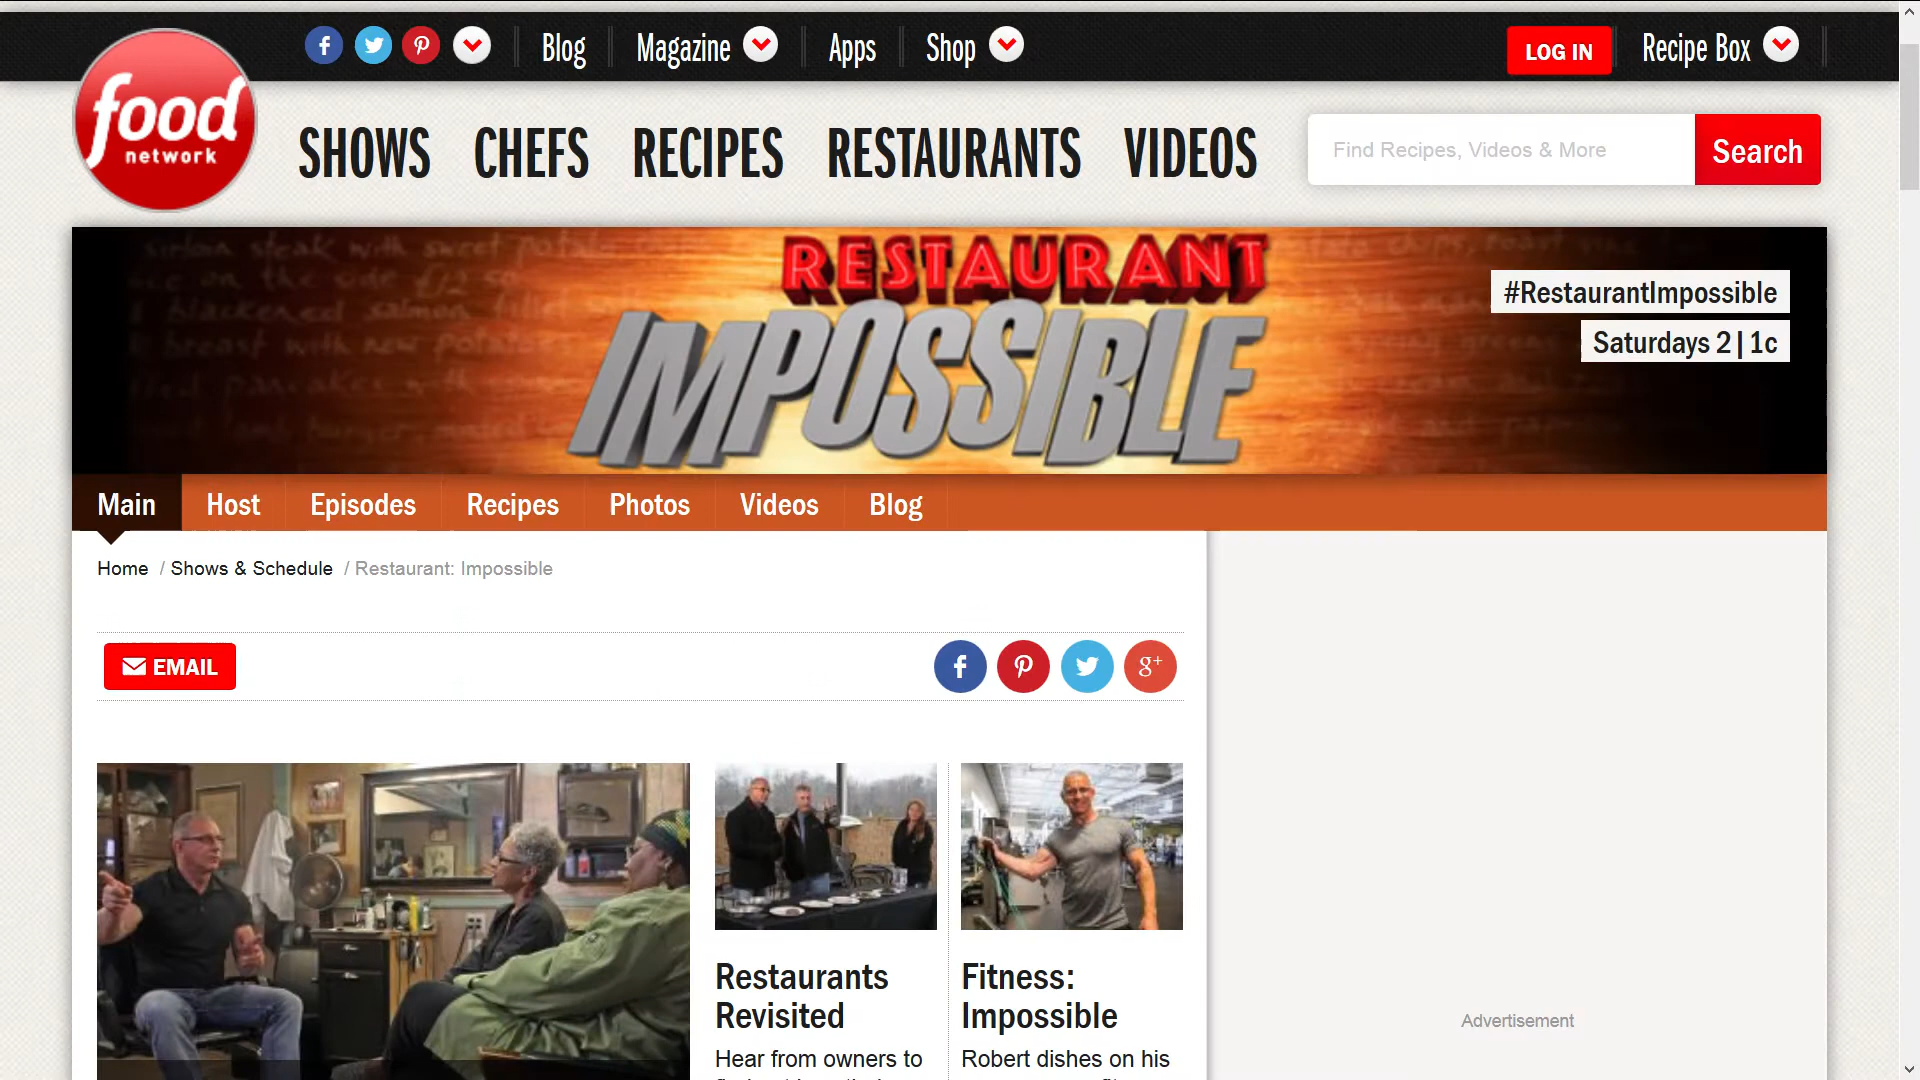 Blog
Magazine
Apps
Shop
LOG IN
Recipe Box
food
network
SHOWS
CHEFS
RECIPES
RESTAURANTS
VIDEOS
Find Recipes, Videos & More
Search
RESTAURANT
IMPOSSIBLE
#RestaurantImpossible
Saturdays 2 | 1c
Main
Host
Episodes
Recipes
Photos
Videos
Blog
Home / Shows & Schedule / Restaurant: Impossible
EMAIL
Restaurants
Revisited
Hear from owners to
Fitness:
Impossible
Robert dishes on his
Advertisement